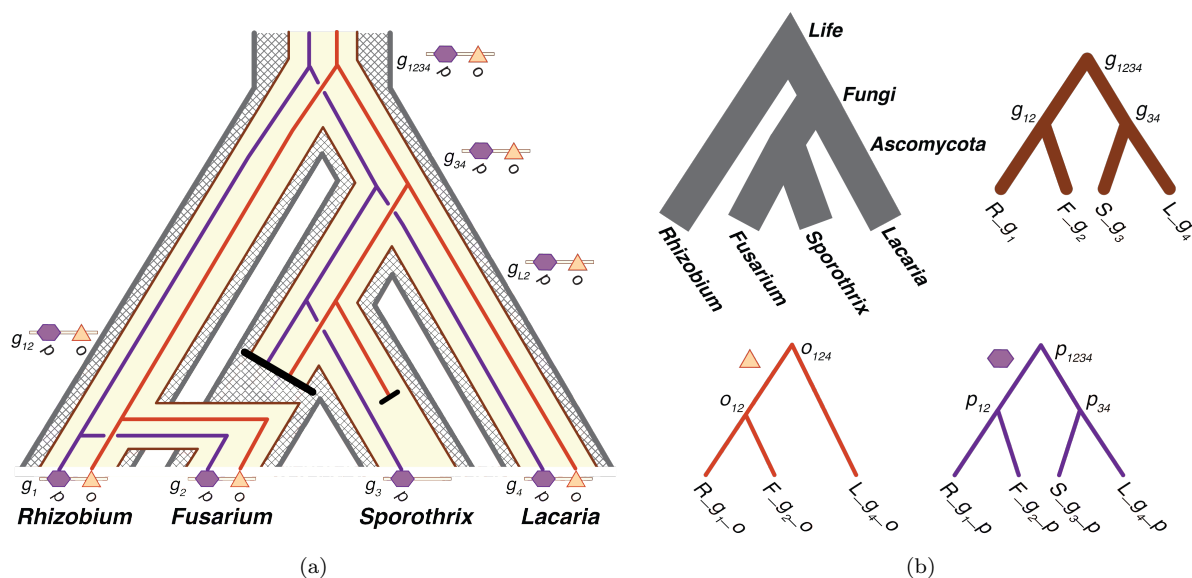 g1234
p o
g34
p o
gL2
p o
g12
p o
g1 p o
g2 p o
g3 p
g4 p o
Rhizobium Fusarium Sporothrix Lacaria
(a)
Life
Fungi
Ascomycota
Rhizobium
Fusarium
Sporothrix
Lacaria
g1234
g12 g34
R_g1 F_g2 S_g3 L_g4
o124
o12
R_g1_o F_g2_o L_g4_o
p1234
p12 p34
R_g1_p F_g2_p S_g3_p L_g4_p
(b)